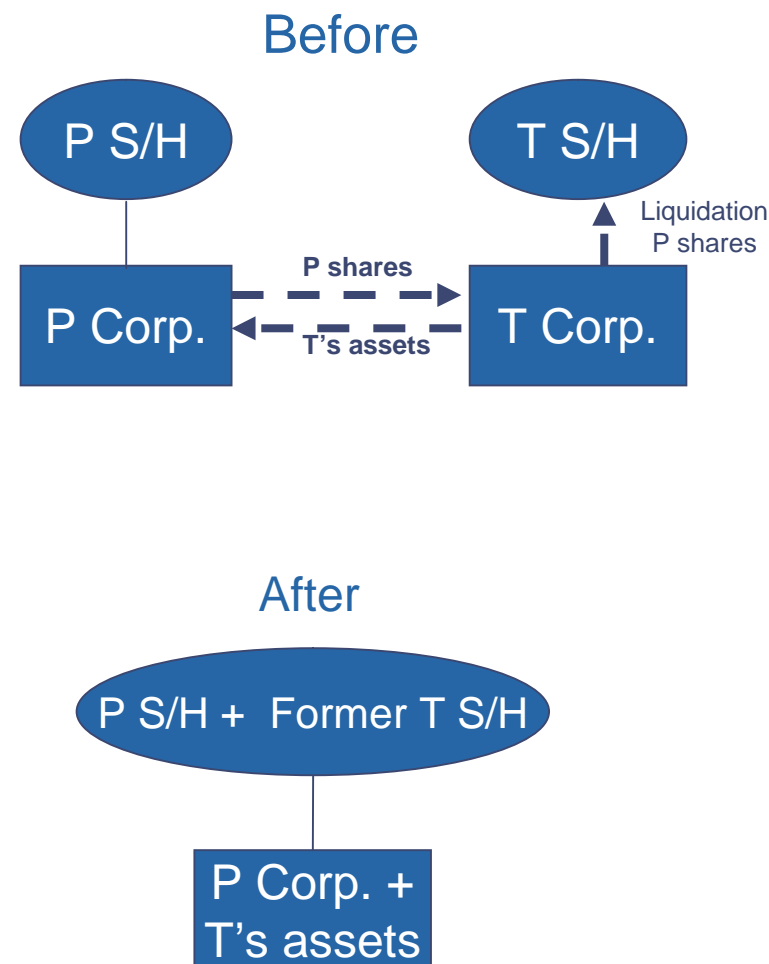 Before
P S/H
T S/H
Liquidation
P shares
P shares
P Corp.
T Corp.
T's assets
After
P S/H + Former T S/H
P Corp. +
T's assets